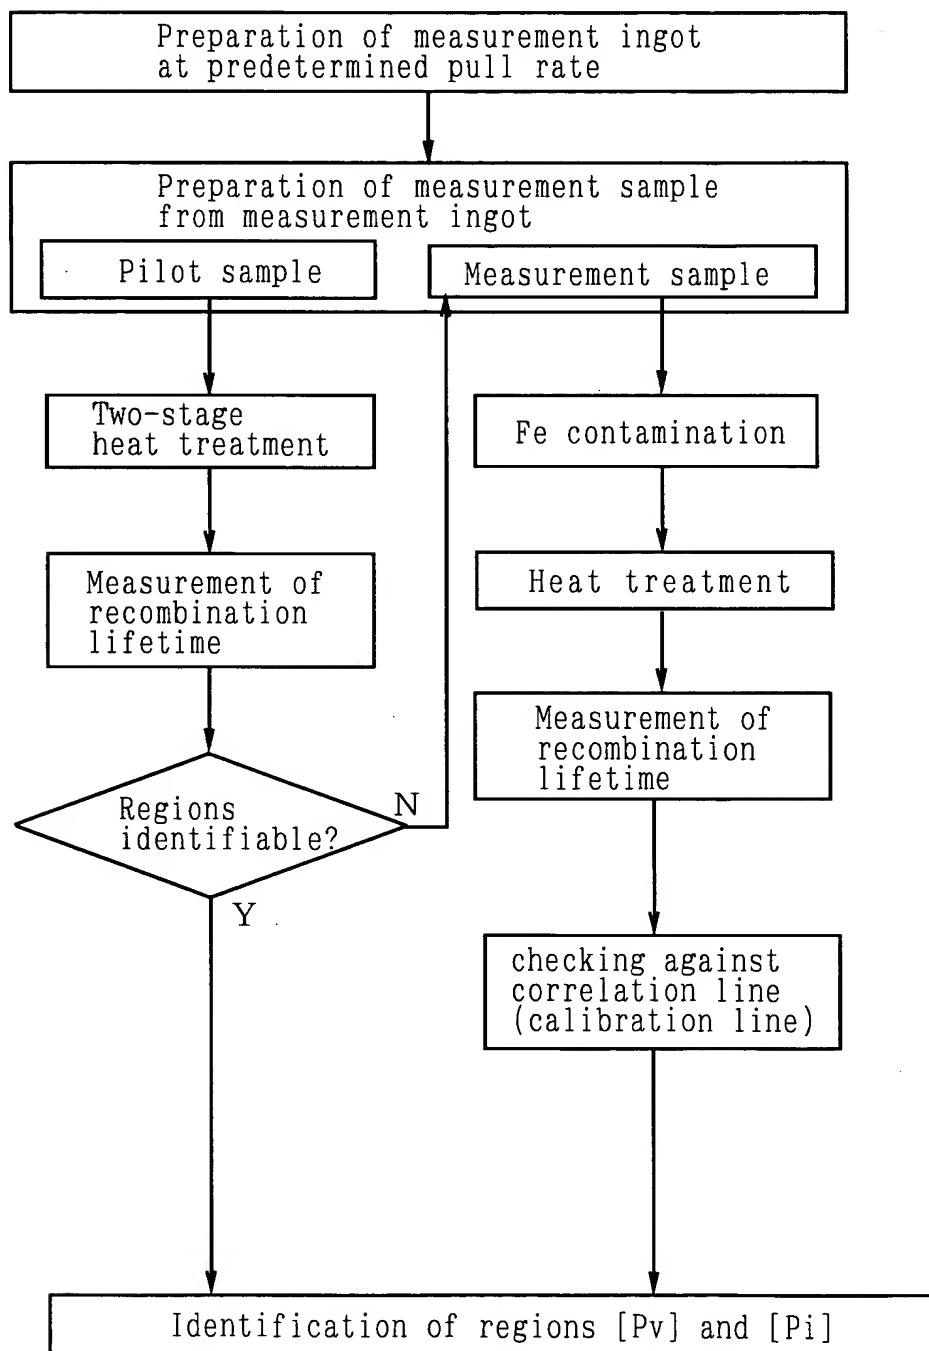 Preparation of measurement ingot
at predetermined pull rate
Preparation of measurement sample
from measurement ingot
Pilot sample
Measurement sample
Two-stage
heat treatment
Fe contamination
Measurement of
recombination
lifetime
Heat treatment
Measurement of
recombination
lifetime
Regions
identifiable?
N
Y
checking against
correlation line
(calibration line)
Identification of regions [Pv] and [Pi]